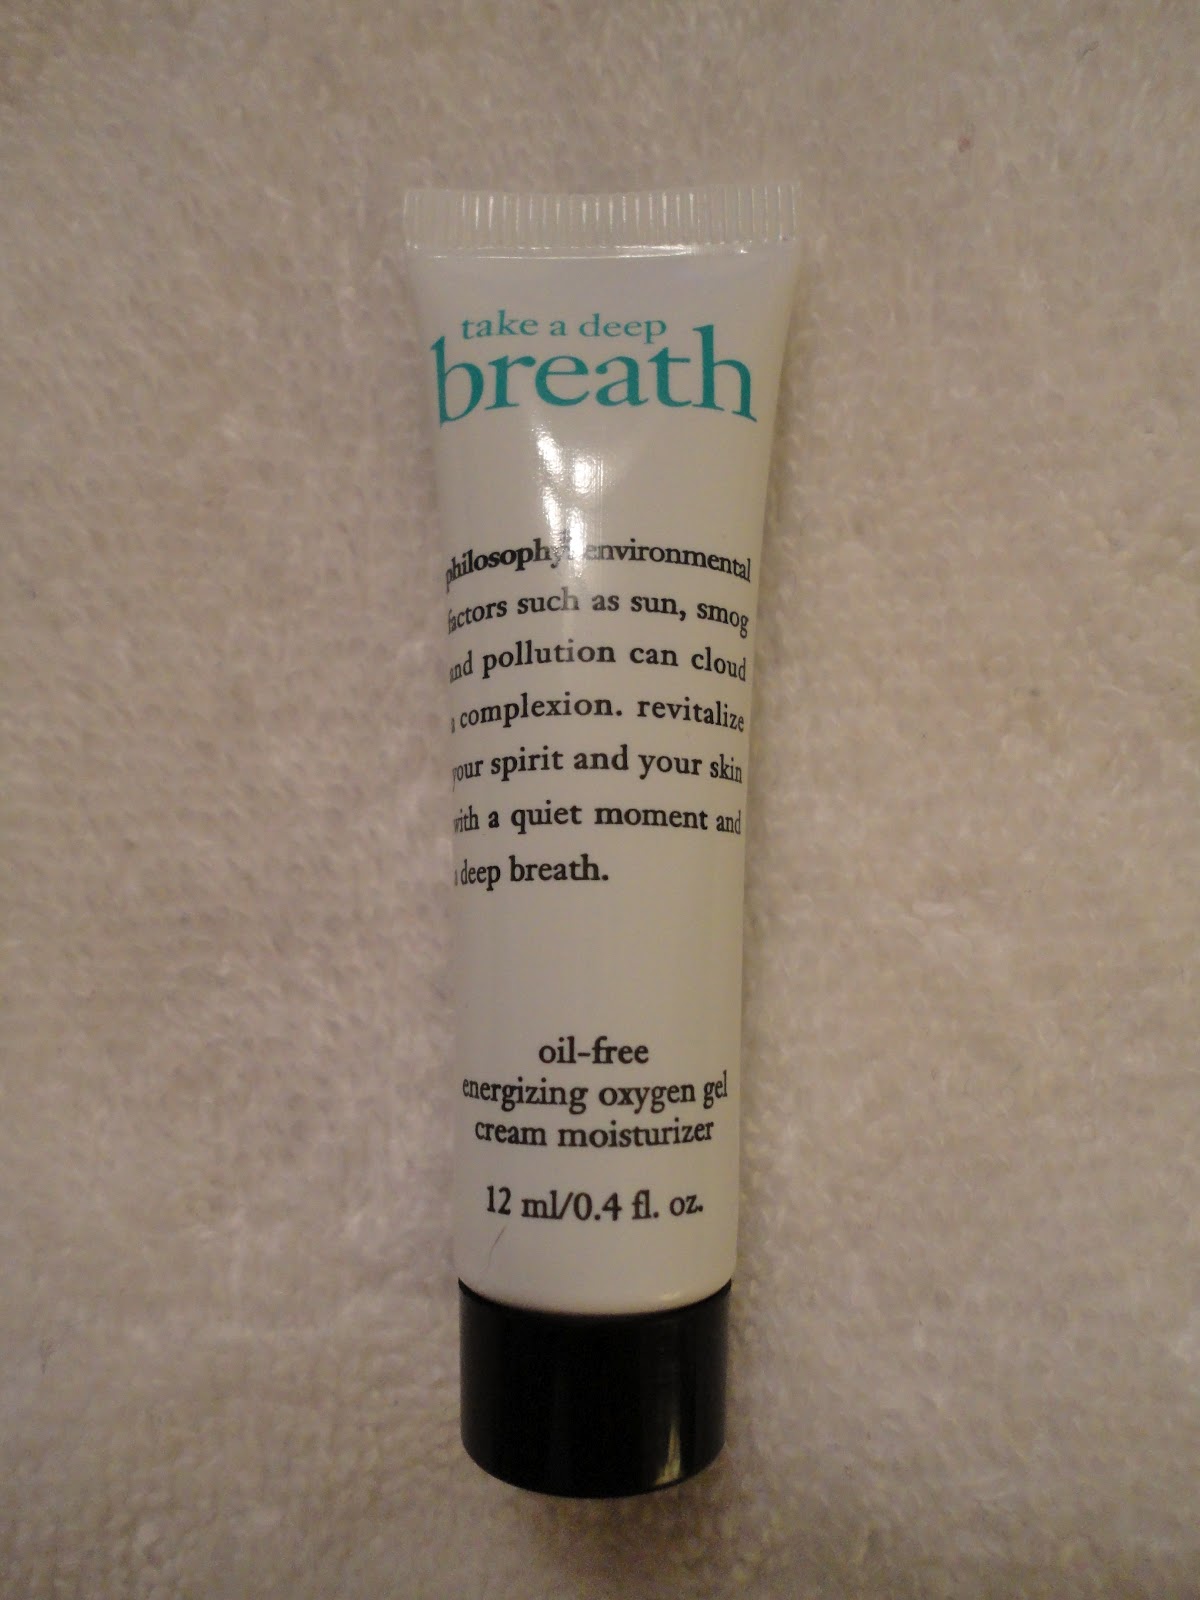 take a deep
breath
philosophy: environmental
factors such as sun, smog
and pollution can cloud
a complexion. revitalize
your spirit and your skin
with a quiet moment and
a deep breath.
oil-free
energizing oxygen gel
cream moisturizer
12 ml/0.4 fl. oz.